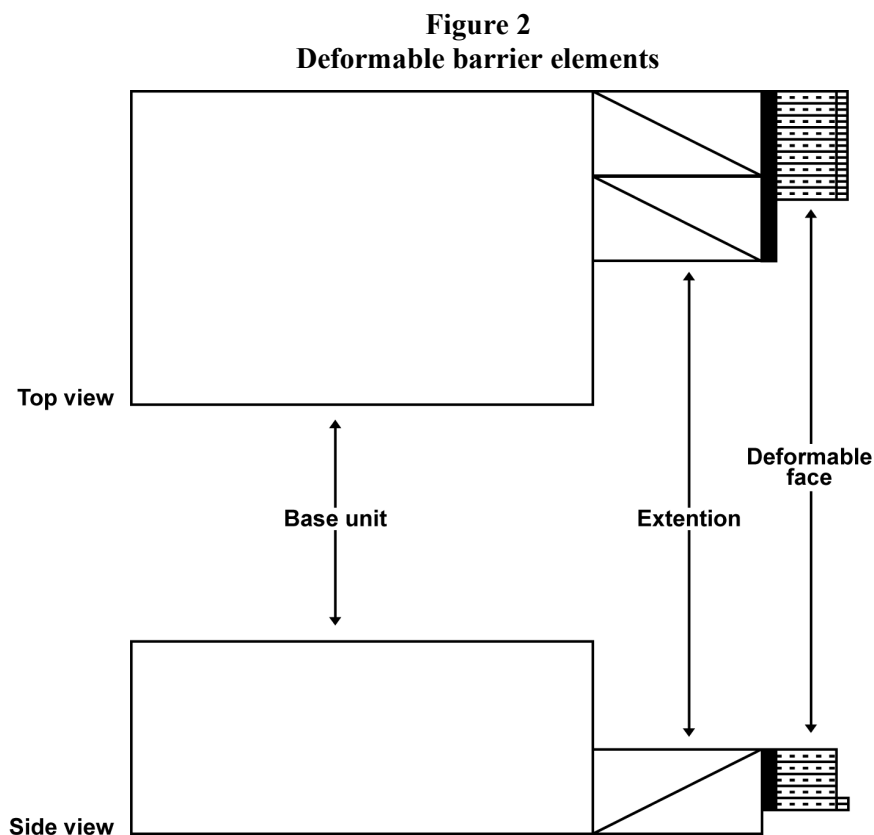 Figure 2
Deformable barrier elements
Top view
Deformable
face
Base unit
Extention
Side view